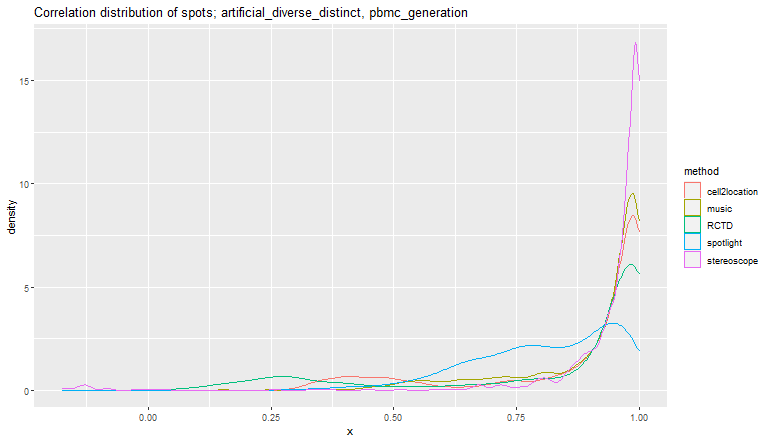 Correlation distribution of spots; artificial_diverse_distinct, pbmc_generation
15
10
5
0
density
0.00 0.25 0.50 0.75 1.00
x
method
cell2location
music
RCTD
spotlight
stereoscope